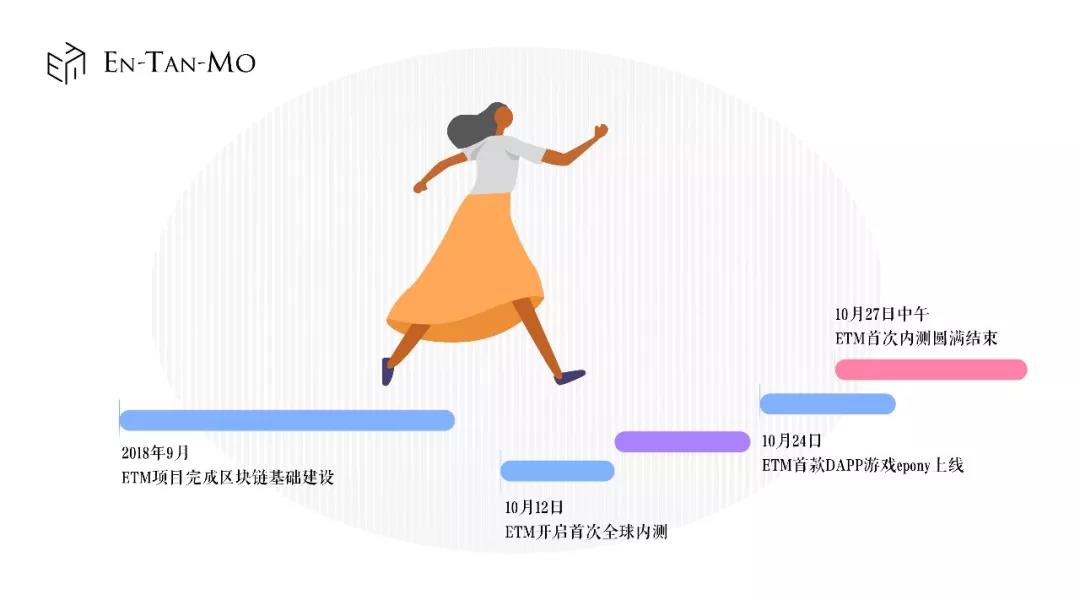 EN-TAN-MO
10月27日中午
ETM首次内测圆满结束
2018年9月
ETM项目完成区块链基础建设
10月24日
ETM首款DAPP游戏epony上线
10月12日
ETM开启首次全球内测